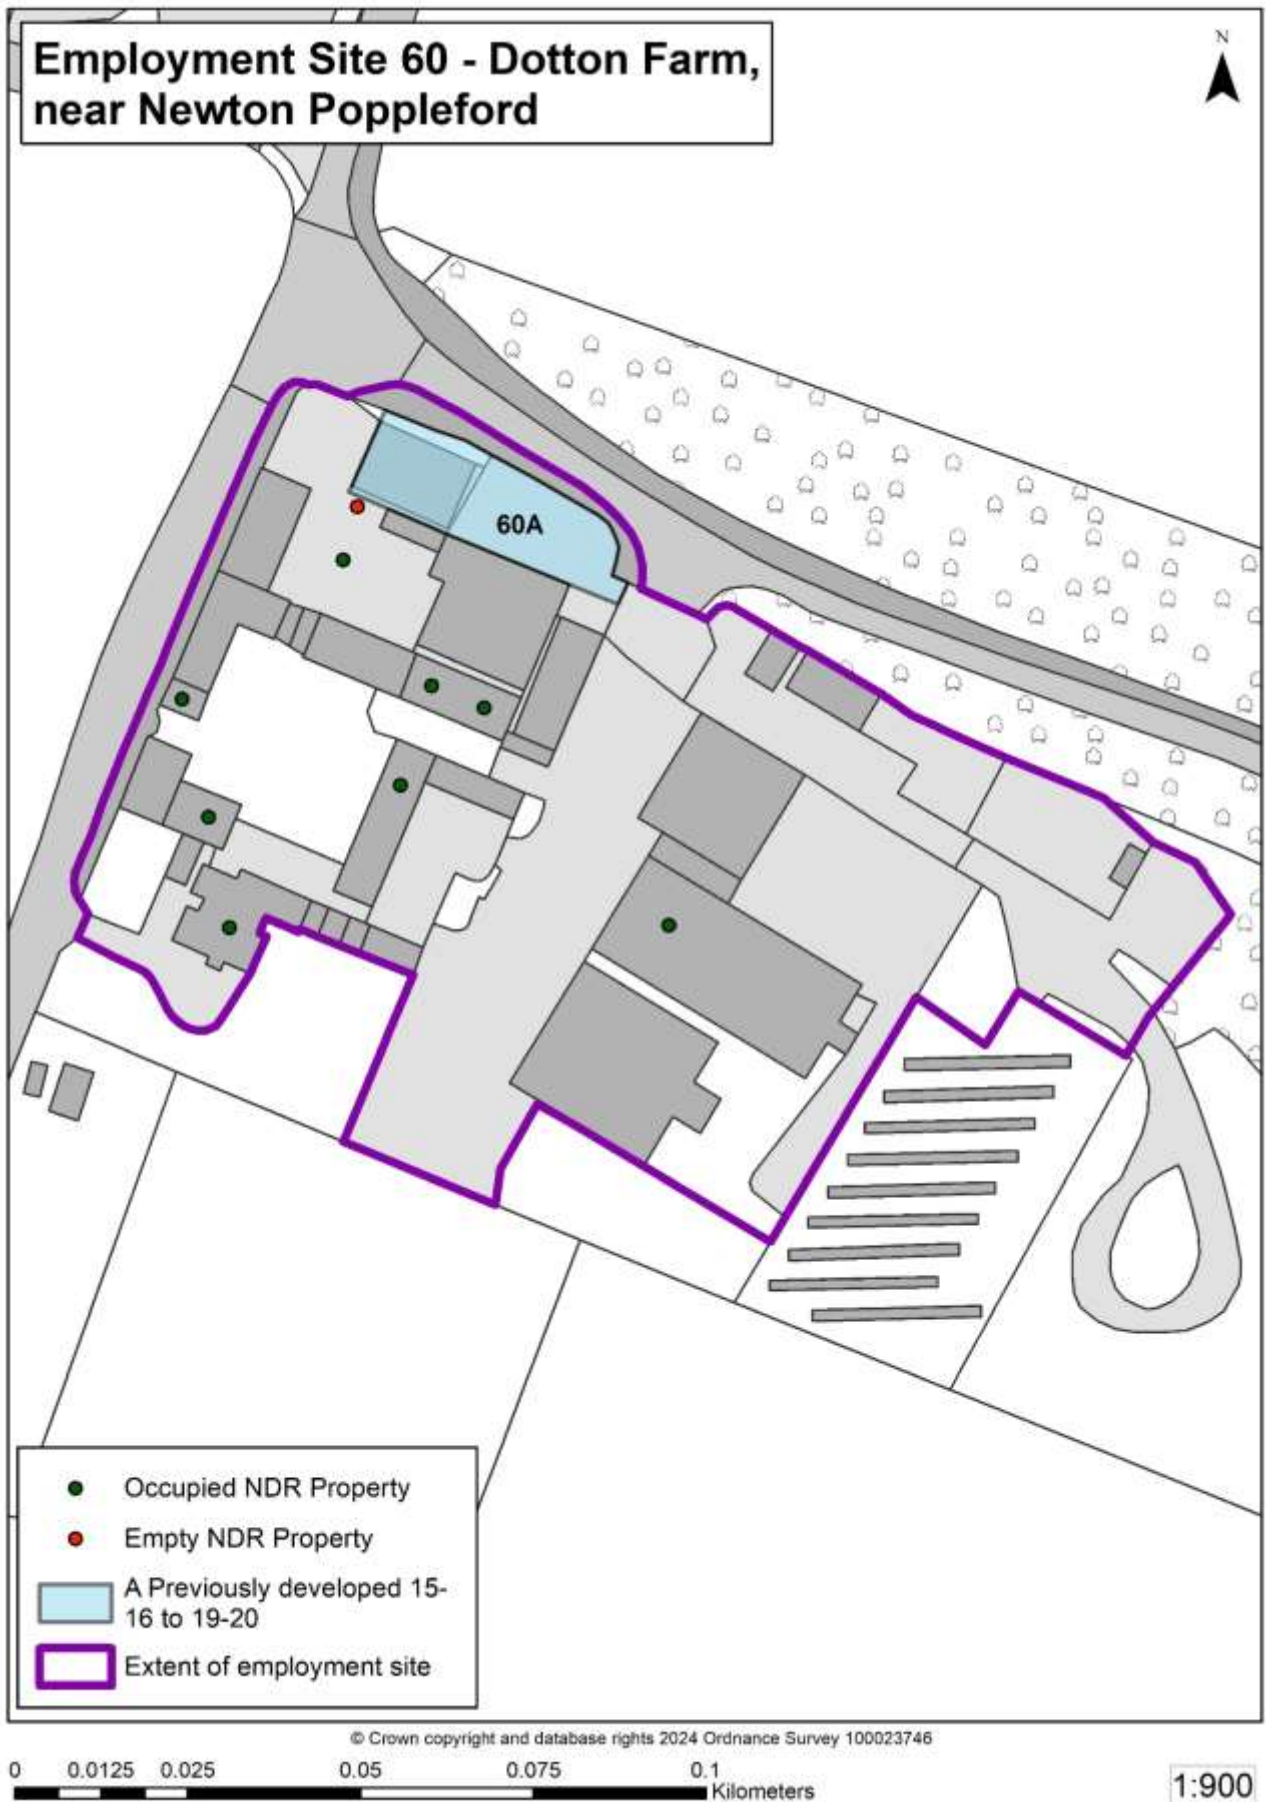 Employment Site 60 - Dotton Farm,
near Newton Poppleford
N
60A
Occupied NDR Property
Empty NDR Property
A Previously developed 15-
16 to 19-20
Extent of employment site
© Crown copyright and database rights 2024 Ordnance Survey 100023746
0 0.0125 0.025 0.05 0.075 0.1
Kilometers
1:900